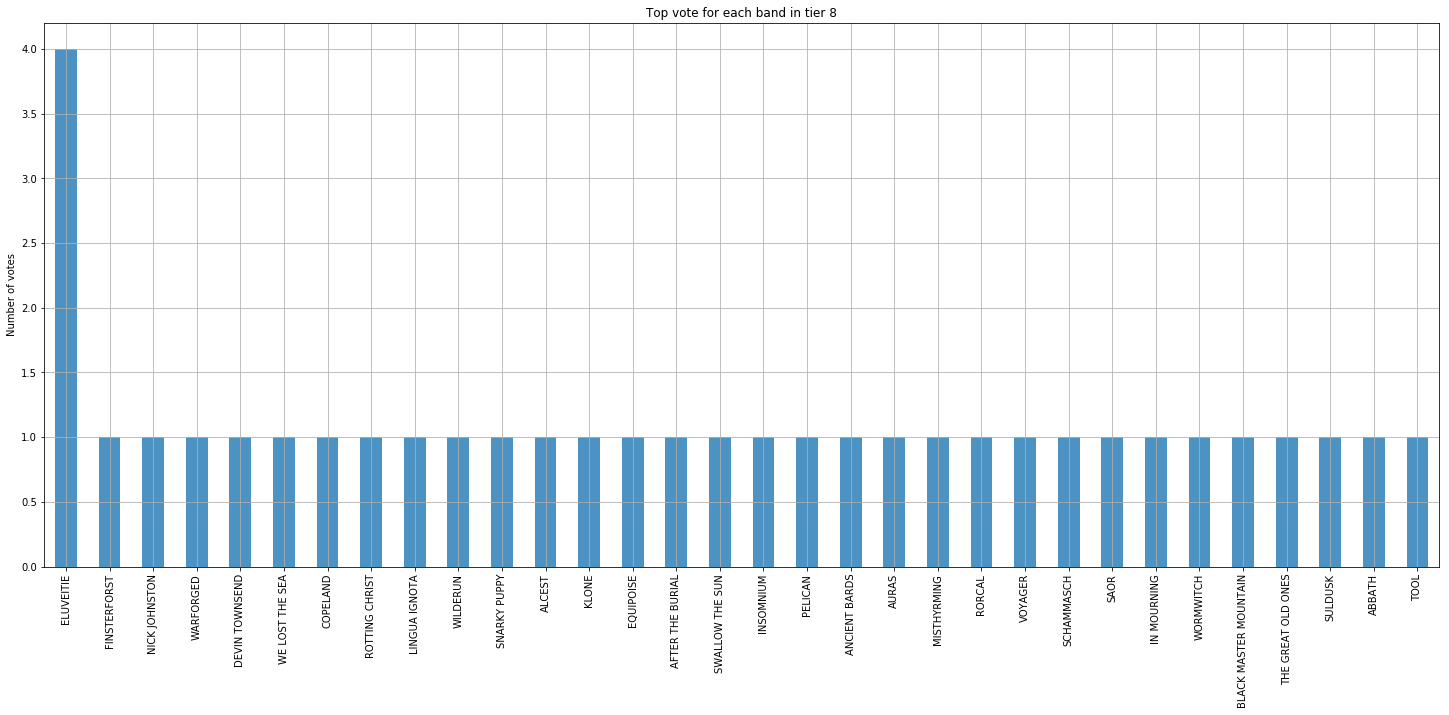 Top vote for each band in tier 8
Number of votes
4.0
3.5
3.0
2.5
2.0
1.5
1.0
0.5
0.0
ELUVEITIE
FINSTERFORST
NICK JOHNSTON
WARFORGED
DEVIN TOWNSEND
WE LOST THE SEA
COPELAND
ROTTING CHRIST
LINGUA IGNOTA
WILDERUN
SNARKY PUPPY
ALCEST
KLONE
EQUIPOISE
AFTER THE BURIAL
SWALLOW THE SUN
INSOMNIUM
PELICAN
ANCIENT BARDS
AURAS
MISTHYRMING
RORCAL
VOYAGER
SCHAMMASCH
SAOR
IN MOURNING
WORMWITCH
BLACK MASTER MOUNTAIN
THE GREAT OLD ONES
SULDUSK
ABBATH
TOOL